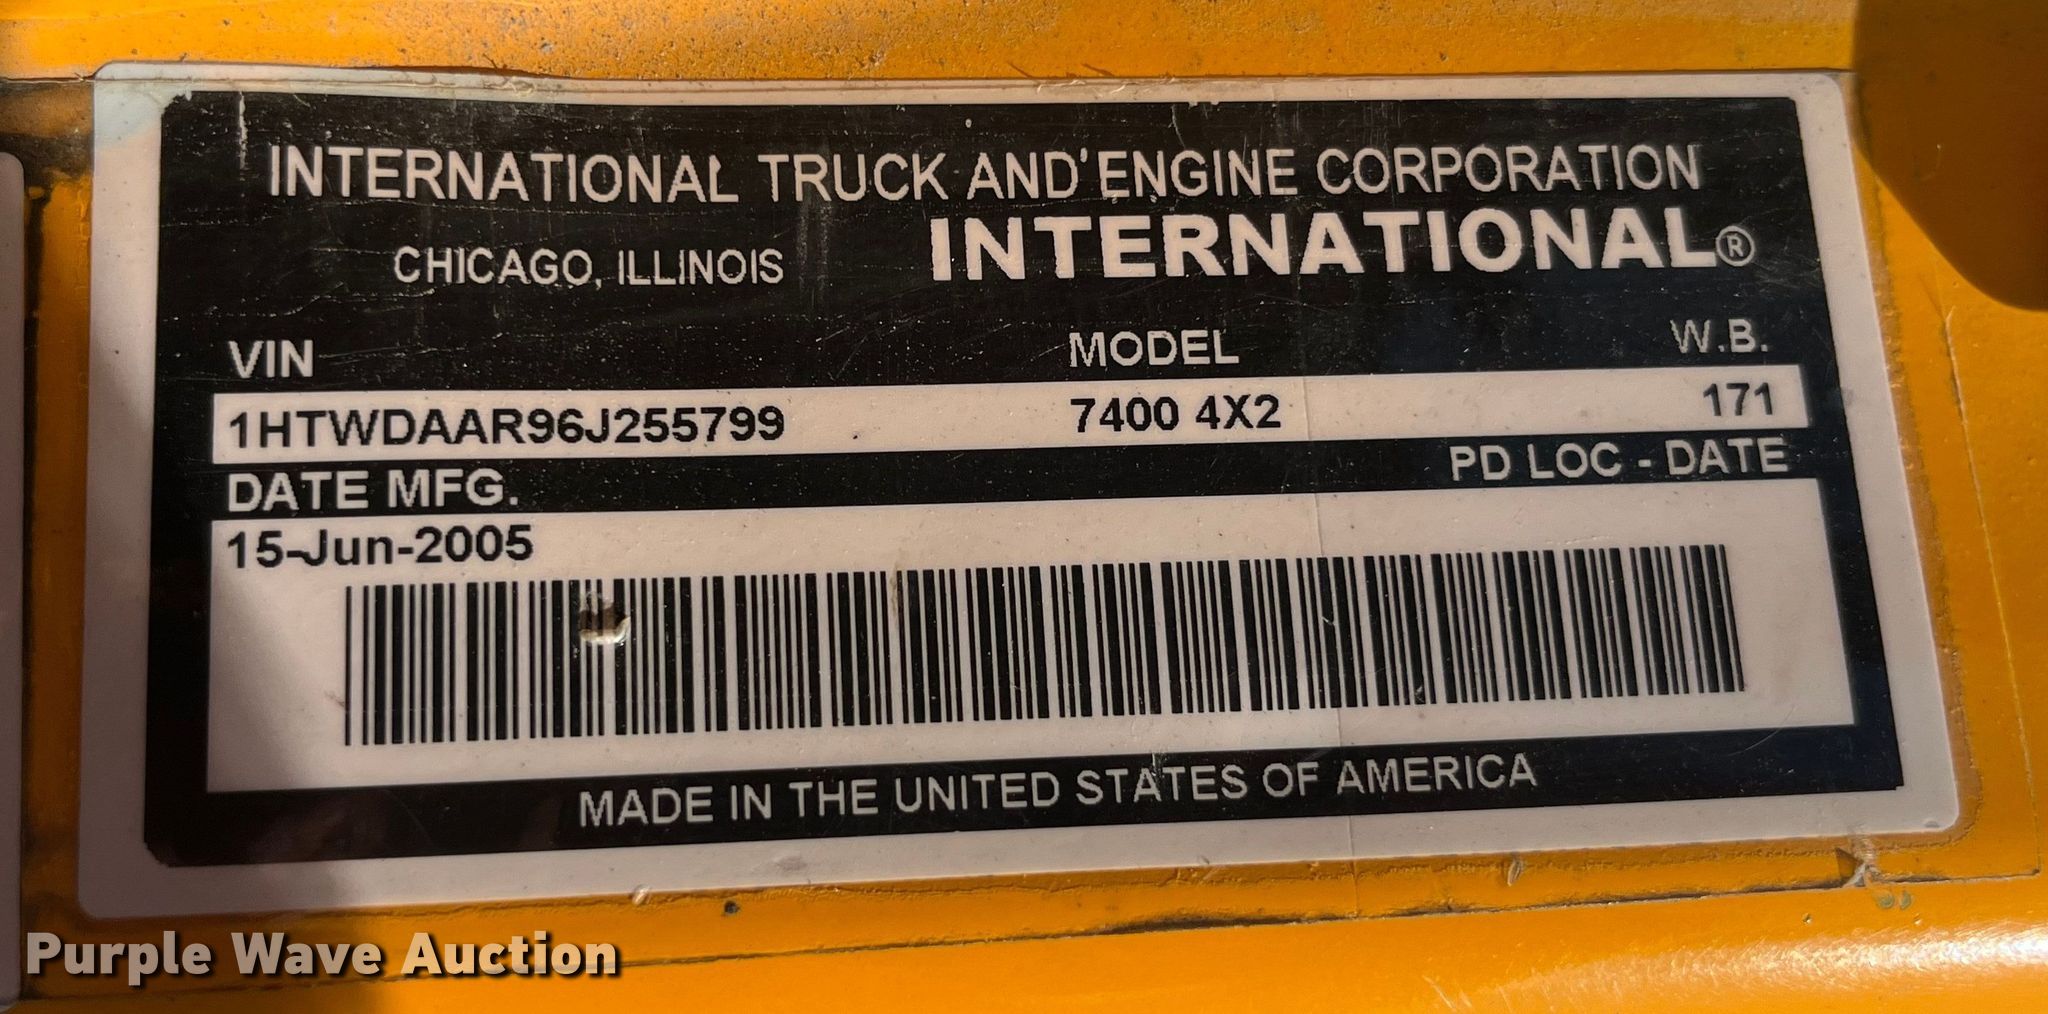 INTERNATIONAL TRUCK AND ENGINE CORPORATION
CHICAGO, ILLINOIS INTERNATIONAL®
VIN MODEL W.B.
1HTWDAAR96J255799 7400 4X2 171
DATE MFG. PD LOC - DATE
15-Jun-2005
MADE IN THE UNITED STATES OF AMERICA
Purple Wave Auction